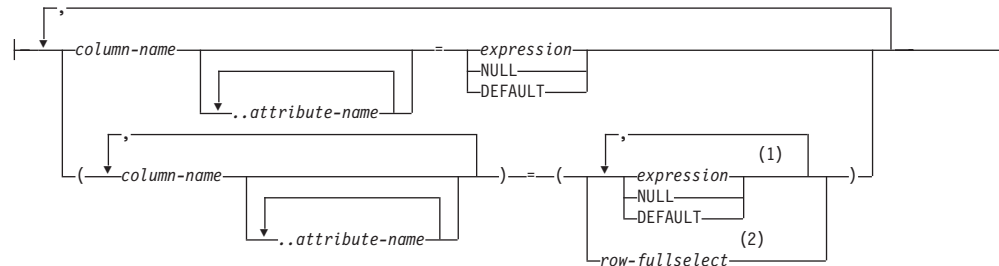 ,
column-name = expression
NULL
DEFAULT
..attribute-name
, ,
(1)
( column-name ) = ( expression )
NULL
DEFAULT
..attribute-name
(2)
row-fullselect